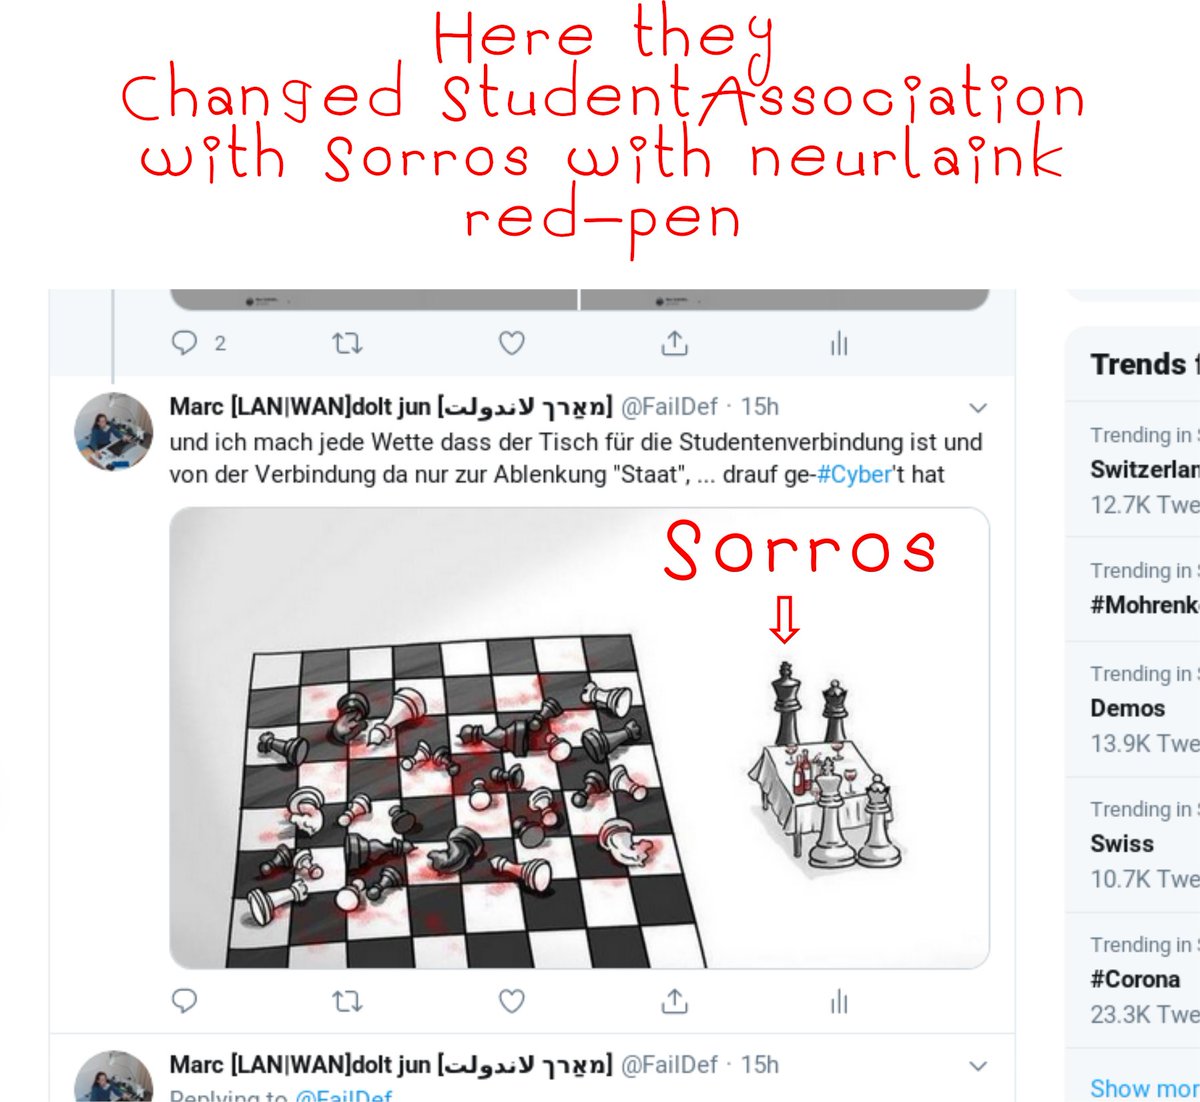 Here they
Changed StudentAssociation
with Sorros with neurlaink
red-pen
2
Marc [LAN|WAN]dolt jun [מאַרך لاندولت] @FailDef · 15h
und ich mach jede Wette dass der Tisch für die Studentenverbindung ist und
von der Verbindung da nur zur Ablenkung "Staat", ... drauf ge-#Cyber't hat
Sorros
Marc [LAN|WAN]dolt jun [מאַרך لاندولت] @FailDef · 15h
Replying to @FailDef
Trends f
Trending in S
Switzerlan
12.7K Twe
Trending in S
#Mohrenk
Trending in S
Demos
13.9K Twe
Trending in S
Swiss
10.7K Twe
Trending in S
#Corona
23.3K Twe
Show mor